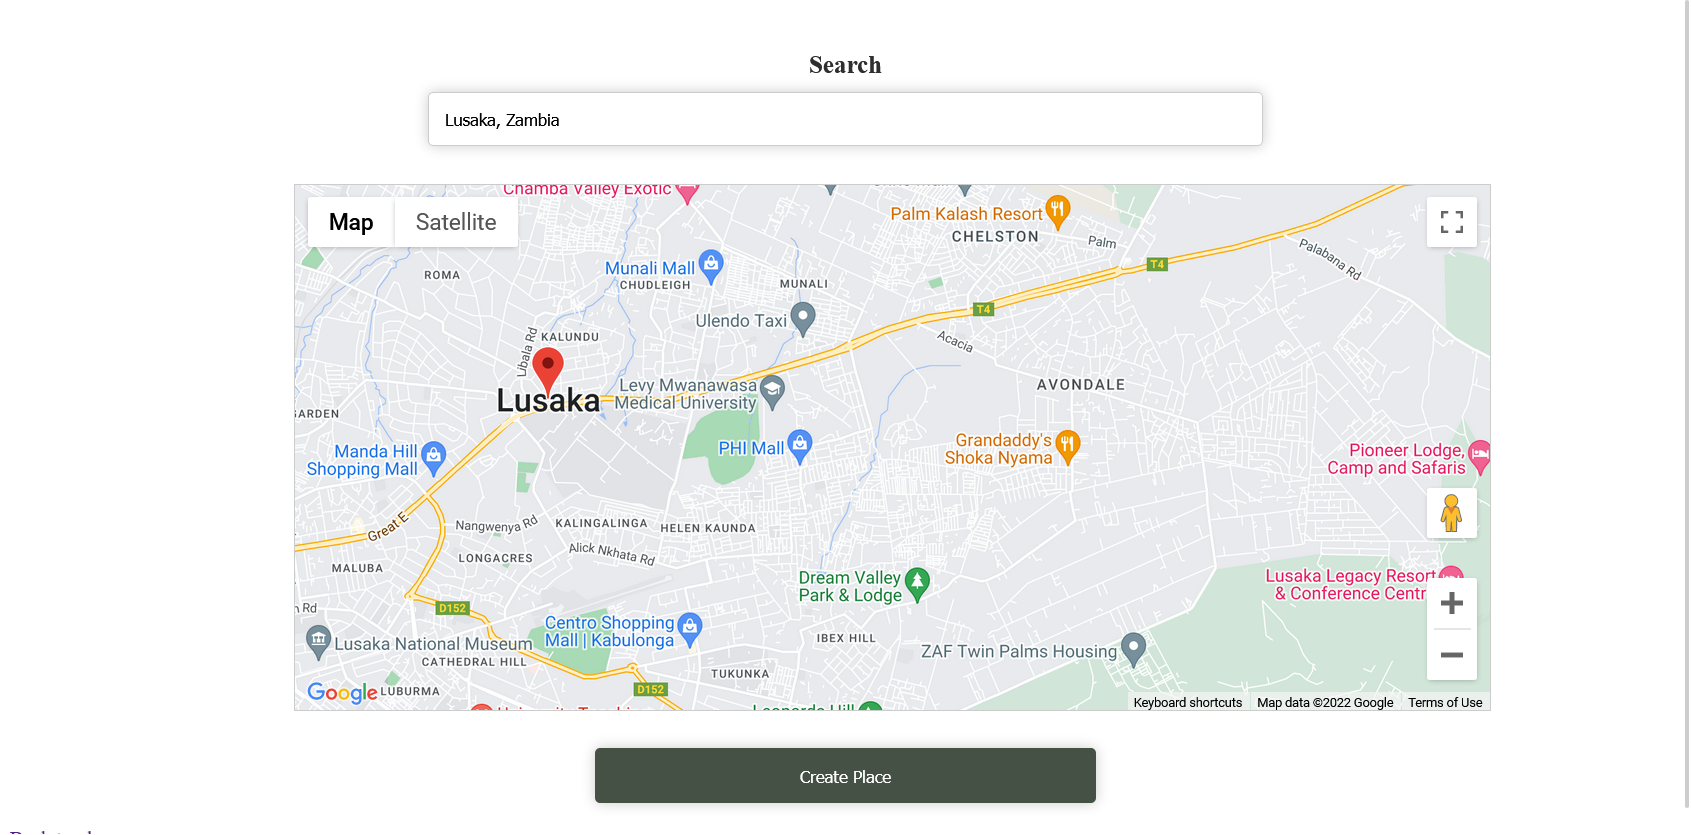 Search
Lusaka, Zambia
Chamba Valley Exotic
Map
Satellite
Palm Kalash Resort
CHELSTON
Palm
Palabana Rd
T4
ROMA
Munali Mall
CHUDLEIGH
MUNALI
T4
Ulendo Taxi
Acacia
Libala Rd
KALUNDU
Lusaka
Levy Mwanawasa
Medical University
AVONDALE
GARDEN
Manda Hill
Shopping Mall
PHI Mall
Grandaddy's
Shoka Nyama
Pioneer Lodge,
Camp and Safaris
Great E
Nangwenya Rd
KALINGALINGA
HELEN KAUNDA
Alick Nkhata Rd
LONGACRES
MALUBA
Dream Valley
Park & Lodge
Lusaka Legacy Resort
& Conference Centr
n Rd
D152
Centro Shopping
Mall | Kabulonga
IBEX HILL
Lusaka National Museum
CATHEDRAL HILL
ZAF Twin Palms Housing
TUKUNKA
D152
Google
LUBURMA
Keyboard shortcuts
Map data ©2022 Google
Terms of Use
Create Place